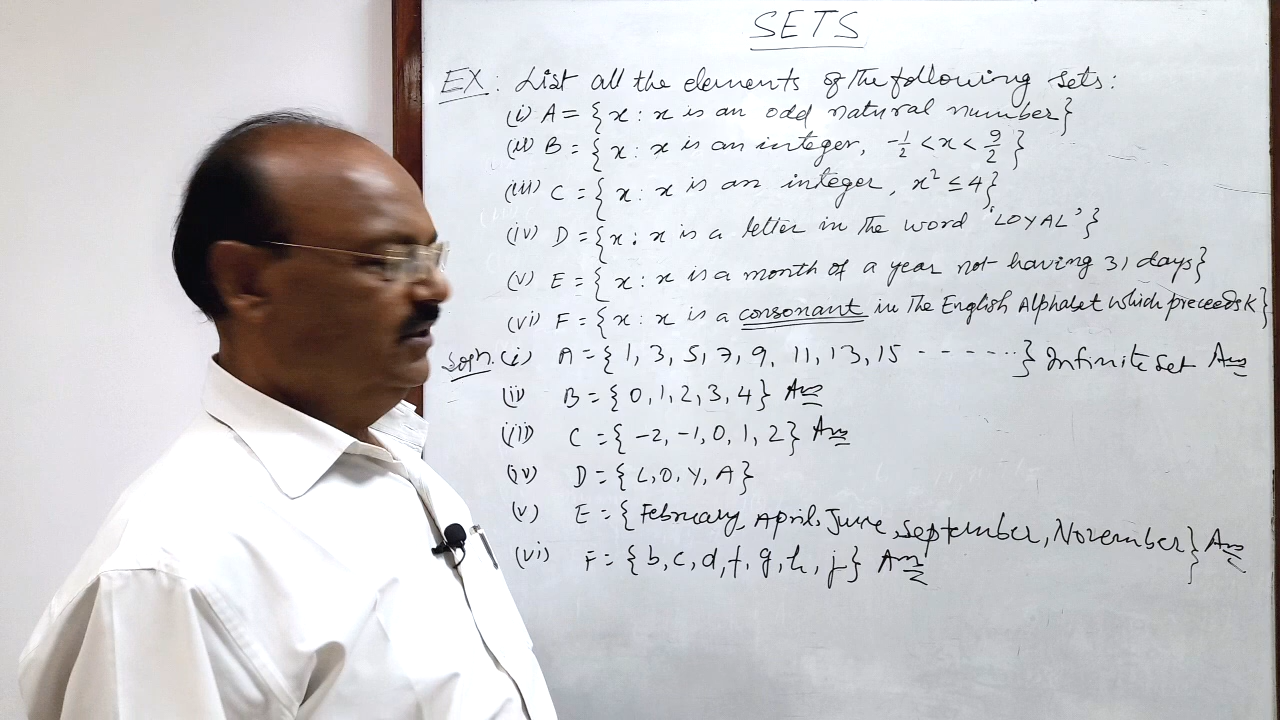 SETS
EX: List all the elements of the following sets:
(i) A = {x : x is an odd natural number}
(ii) B = {x : x is an integer, -1/2 < x < 9/2}
(iii) C = {x : x is an integer, x² ≤ 4}
(iv) D = {x : x is a letter in the word 'LOYAL'}
(v) E = {x : x is a month of a year not having 31 days}
(vi) F = {x : x is a consonant in the English Alphabet which preceeds K}
Soln. (i) A = {1, 3, 5, 7, 9, 11, 13, 15 ------} Infinite set Ans
(ii) B = {0, 1, 2, 3, 4} Ans
(iii) C = {-2, -1, 0, 1, 2} Ans
(iv) D = {L, O, Y, A}
(v) E = {February, April, June, September, November} Ans
(vi) F = {b, c, d, f, g, h, j} Ans